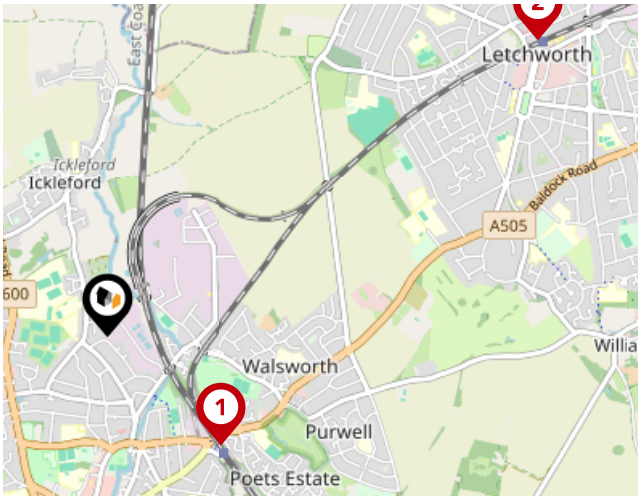 2
East Coa
Letchworth
Ickleford
Ickleford
Baldock Road
A505
600
Willia
Walsworth
1
Purwell
Poets Estate